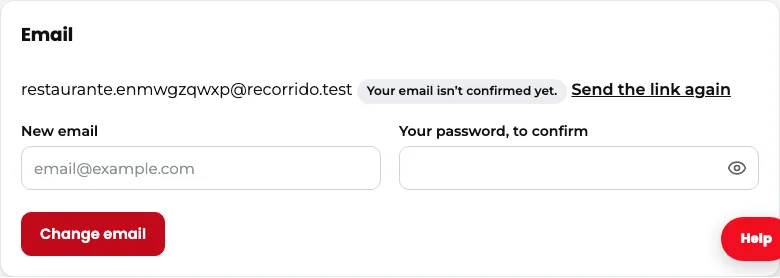 Email
restaurante.enmwgzqwxp@recorrido.test Your email isn't confirmed yet. Send the link again
New email Your password, to confirm
email@example.com
Change email
Help